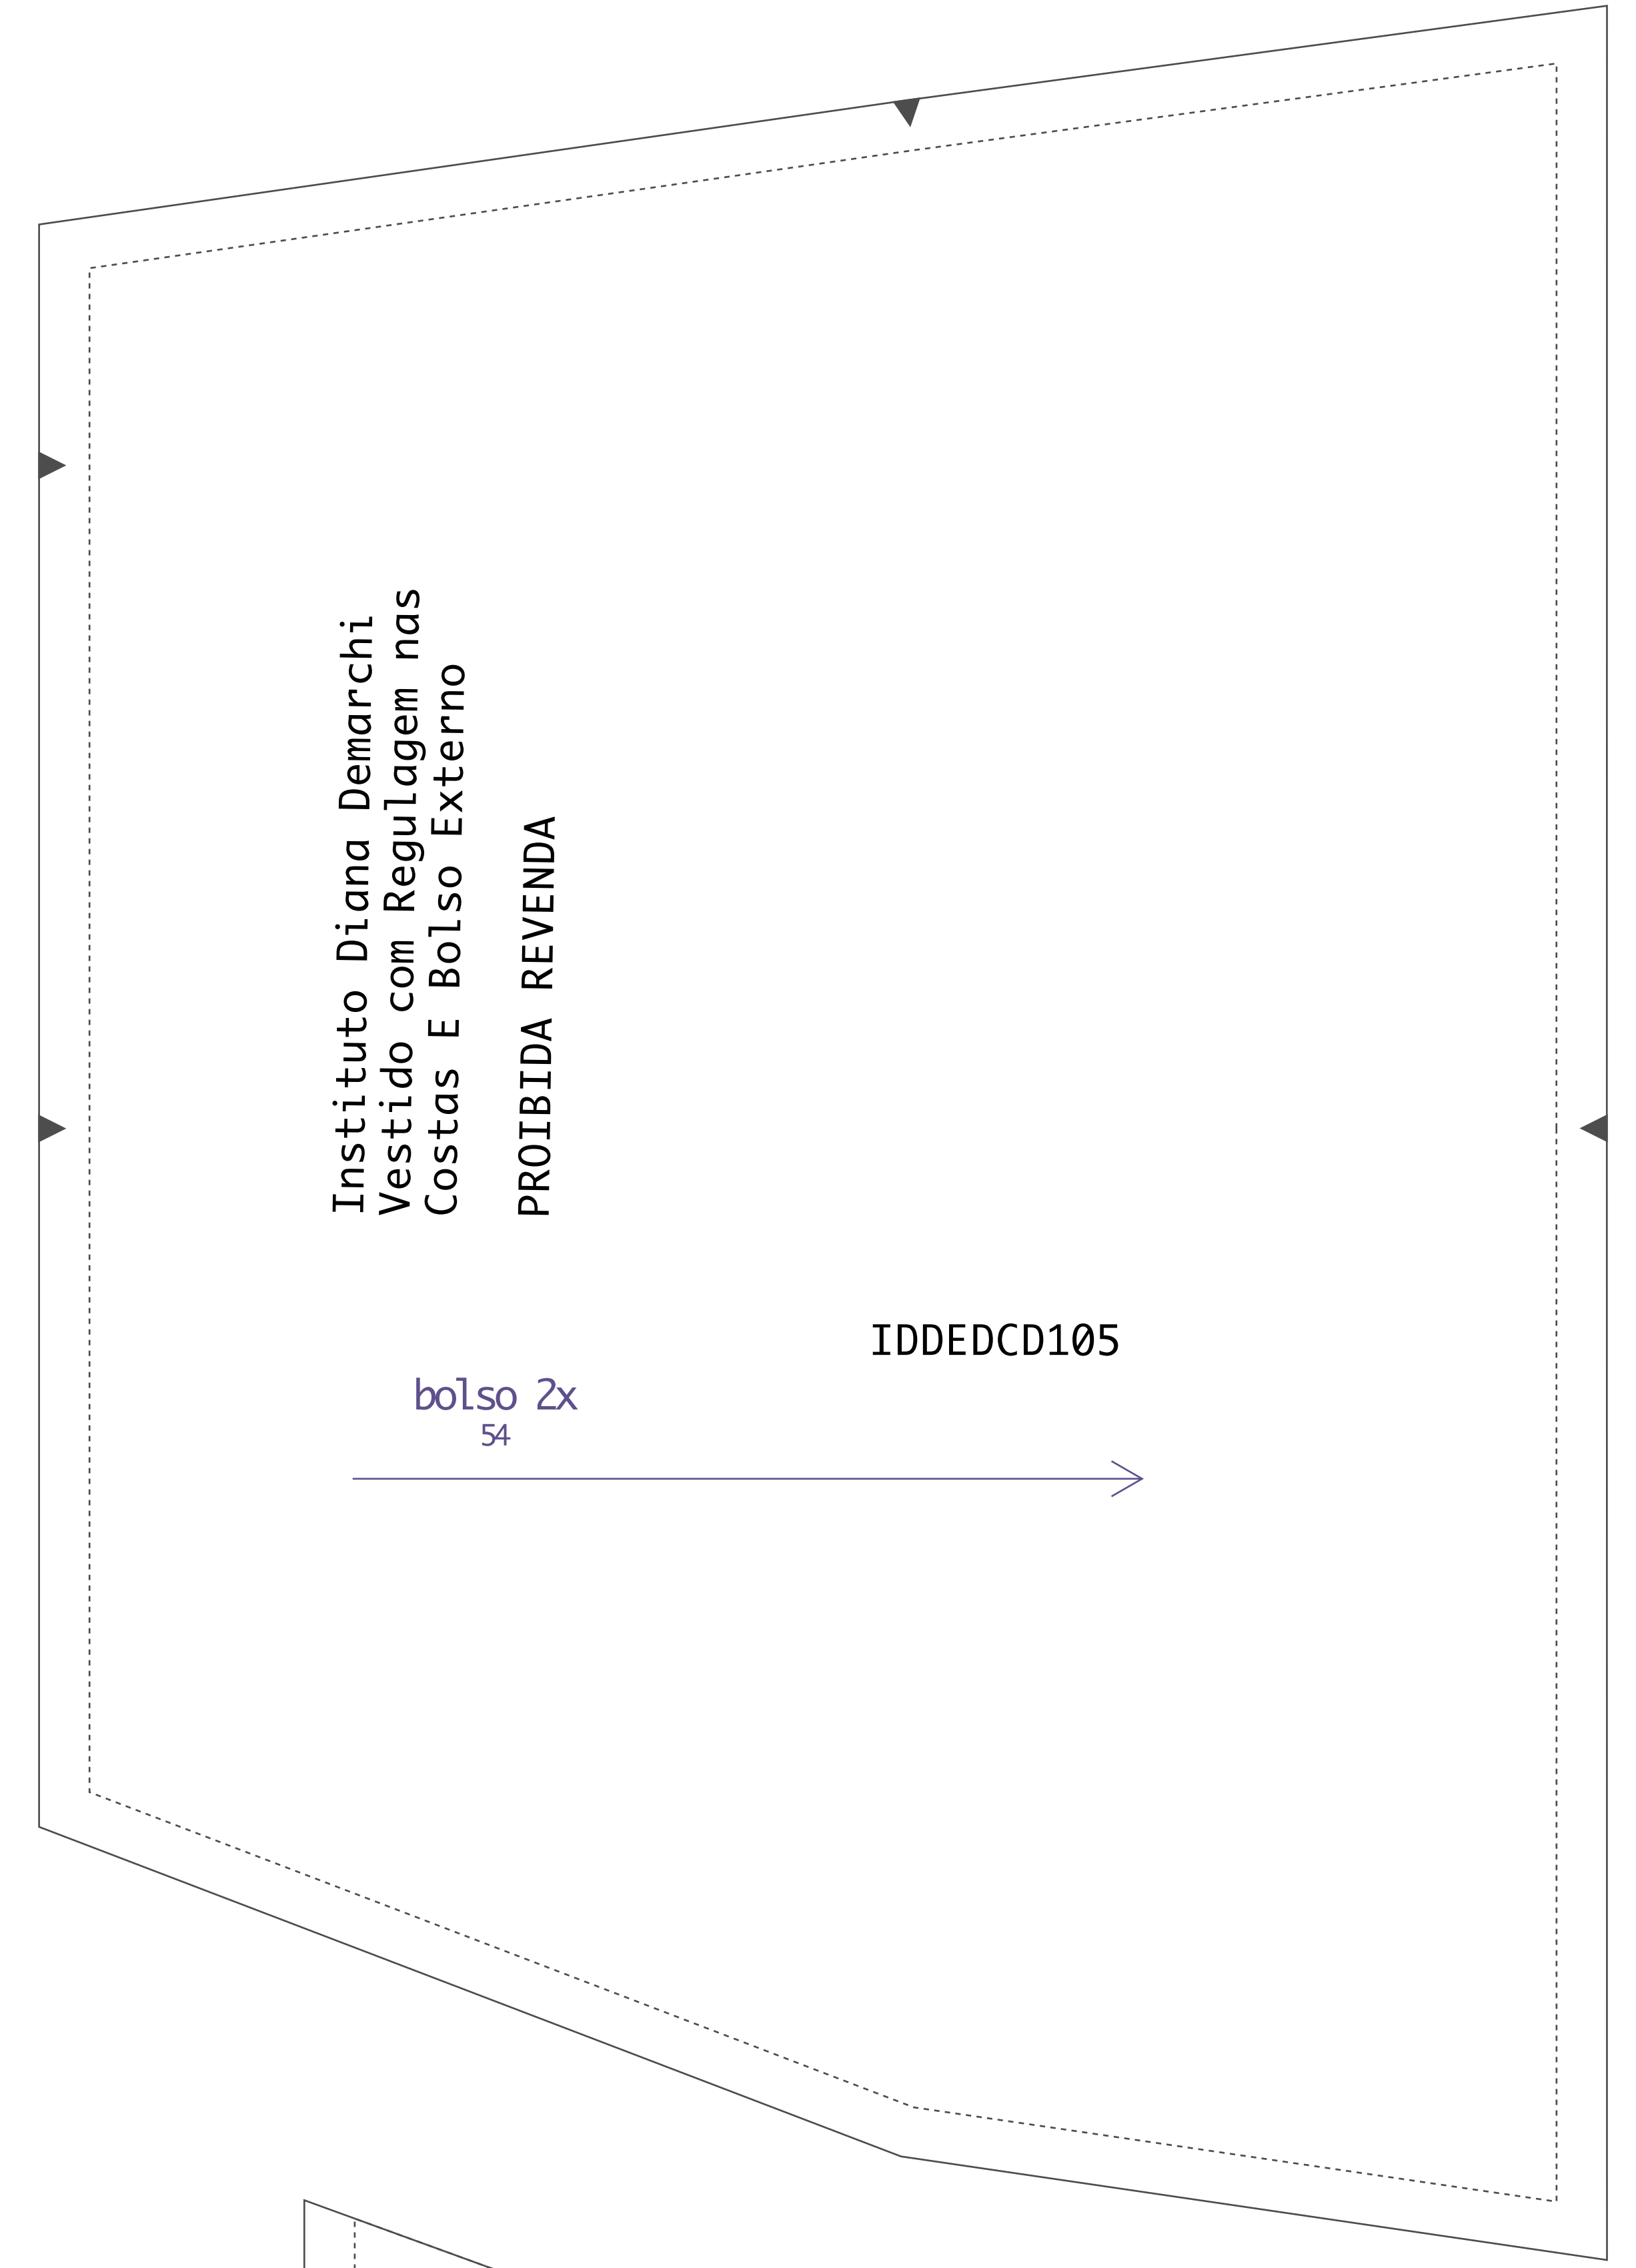 Instituto Diana Demarchi
Vestido com Regulagem nas
Costas E Bolso Externo
PROIBIDA REVENDA
IDDEDCD105
bolso 2x
54